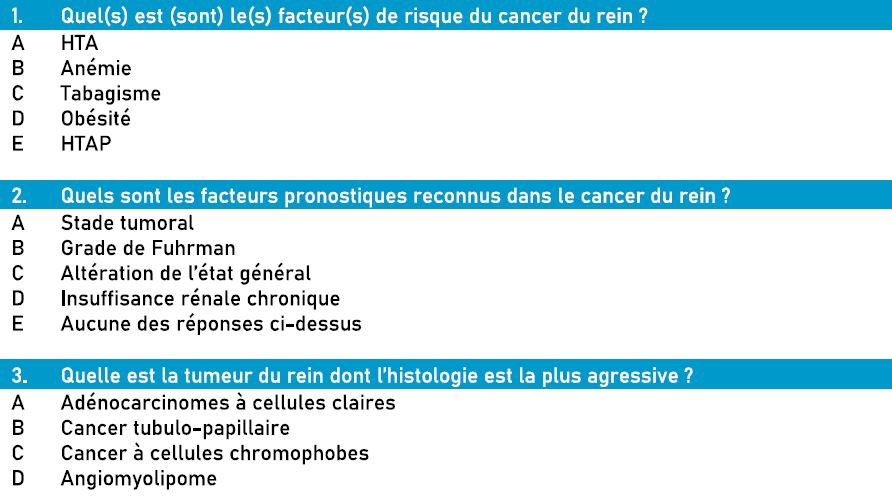 1. Quel(s) est (sont) le(s) facteur(s) de risque du cancer du rein ?
A HTA
B Anémie
C Tabagisme
D Obésité
E HTAP
2. Quels sont les facteurs pronostiques reconnus dans le cancer du rein ?
A Stade tumoral
B Grade de Fuhrman
C Altération de l'état général
D Insuffisance rénale chronique
E Aucune des réponses ci-dessus
3. Quelle est la tumeur du rein dont l'histologie est la plus agressive ?
A Adénocarcinomes à cellules claires
B Cancer tubulo-papillaire
C Cancer à cellules chromophobes
D Angiomyolipome